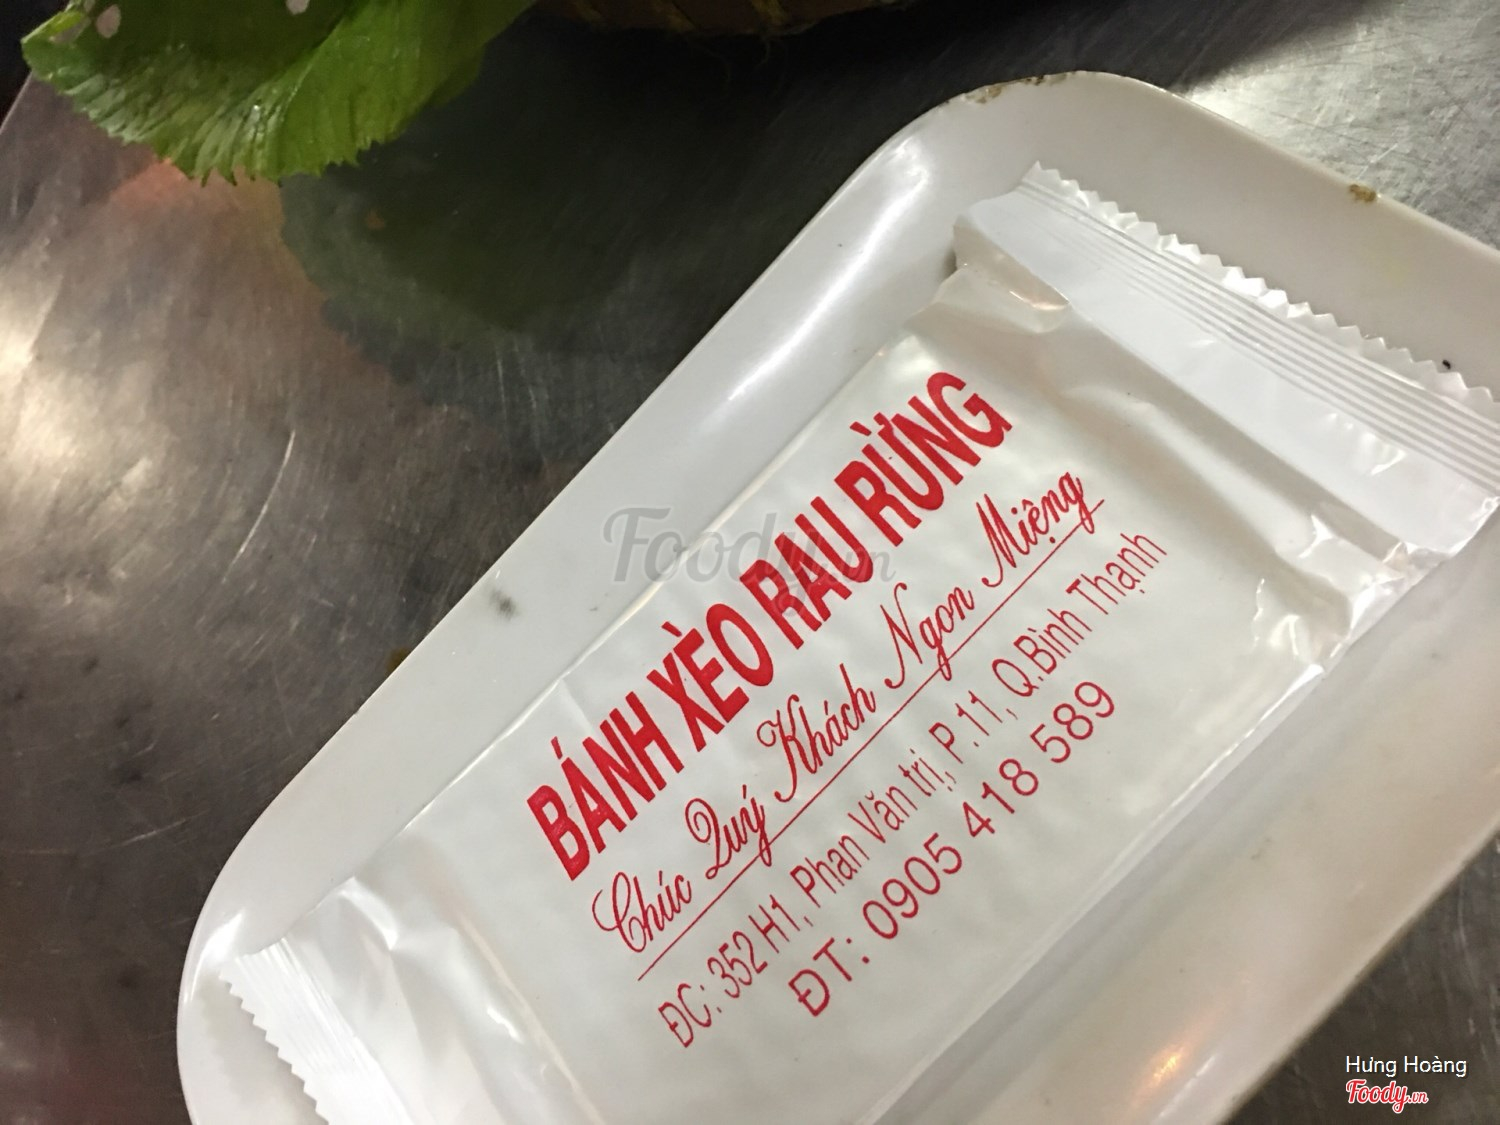 BÁNH XÈO RAU RỪNG
Chúc Quý Khách Ngon Miệng
ĐC: 352 H1, Phan Văn trị, P.11, Q.Bình Thạnh
ĐT: 0905 418 589
Foody.vn
Hưng Hoàng
Foody.vn